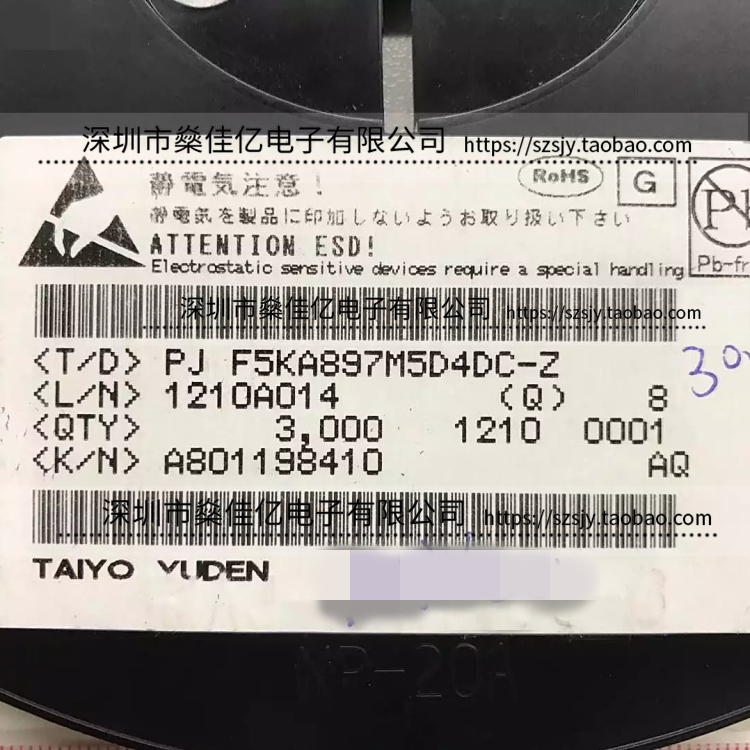 深圳市燊佳亿电子有限公司 https://szsjy.taobao.com
静電気注意！
RoHS
G
Pb-fr
静電気を製品に印加しないようお取り扱い下さい
ATTENTION ESD!
Electrostatic sensitive devices require a special handling
深圳市燊佳亿电子有限公司 https://szsjy.taobao.com
<T/D> PJ F5KA897M5D4DC-Z
<L/N> 1210A014 (Q) 8
<QTY> 3,000 1210 0001
<K/N> A801198410 AQ
深圳市燊佳亿电子有限公司 https://szsjy.taobao.com
TAIYO YUDEN